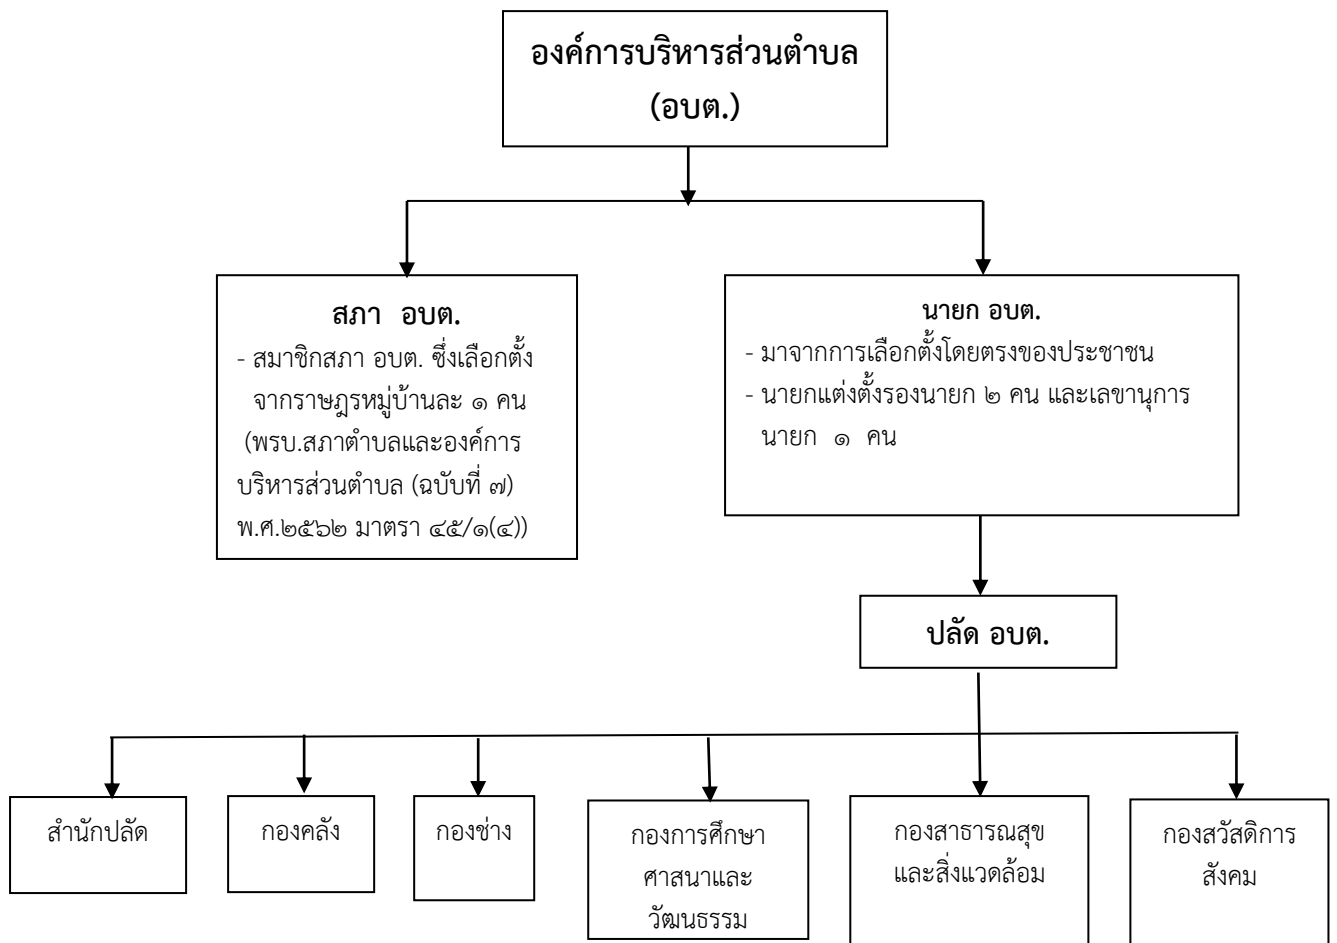 องค์การบริหารส่วนตำบล
(อบต.)
สภา อบต.
- สมาชิกสภา อบต. ซึ่งเลือกตั้ง
จากราษฎรหมู่บ้านละ ๑ คน
(พรบ.สภาตำบลและองค์การ
บริหารส่วนตำบล (ฉบับที่ ๗)
พ.ศ.๒๕๖๒ มาตรา ๔๕/๑(๔))
นายก อบต.
- มาจากการเลือกตั้งโดยตรงของประชาชน
- นายกแต่งตั้งรองนายก ๒ คน และเลขานุการ
นายก ๑ คน
ปลัด อบต.
สำนักปลัด
กองคลัง
กองช่าง
กองการศึกษา
ศาสนาและ
วัฒนธรรม
กองสาธารณสุข
และสิ่งแวดล้อม
กองสวัสดิการ
สังคม